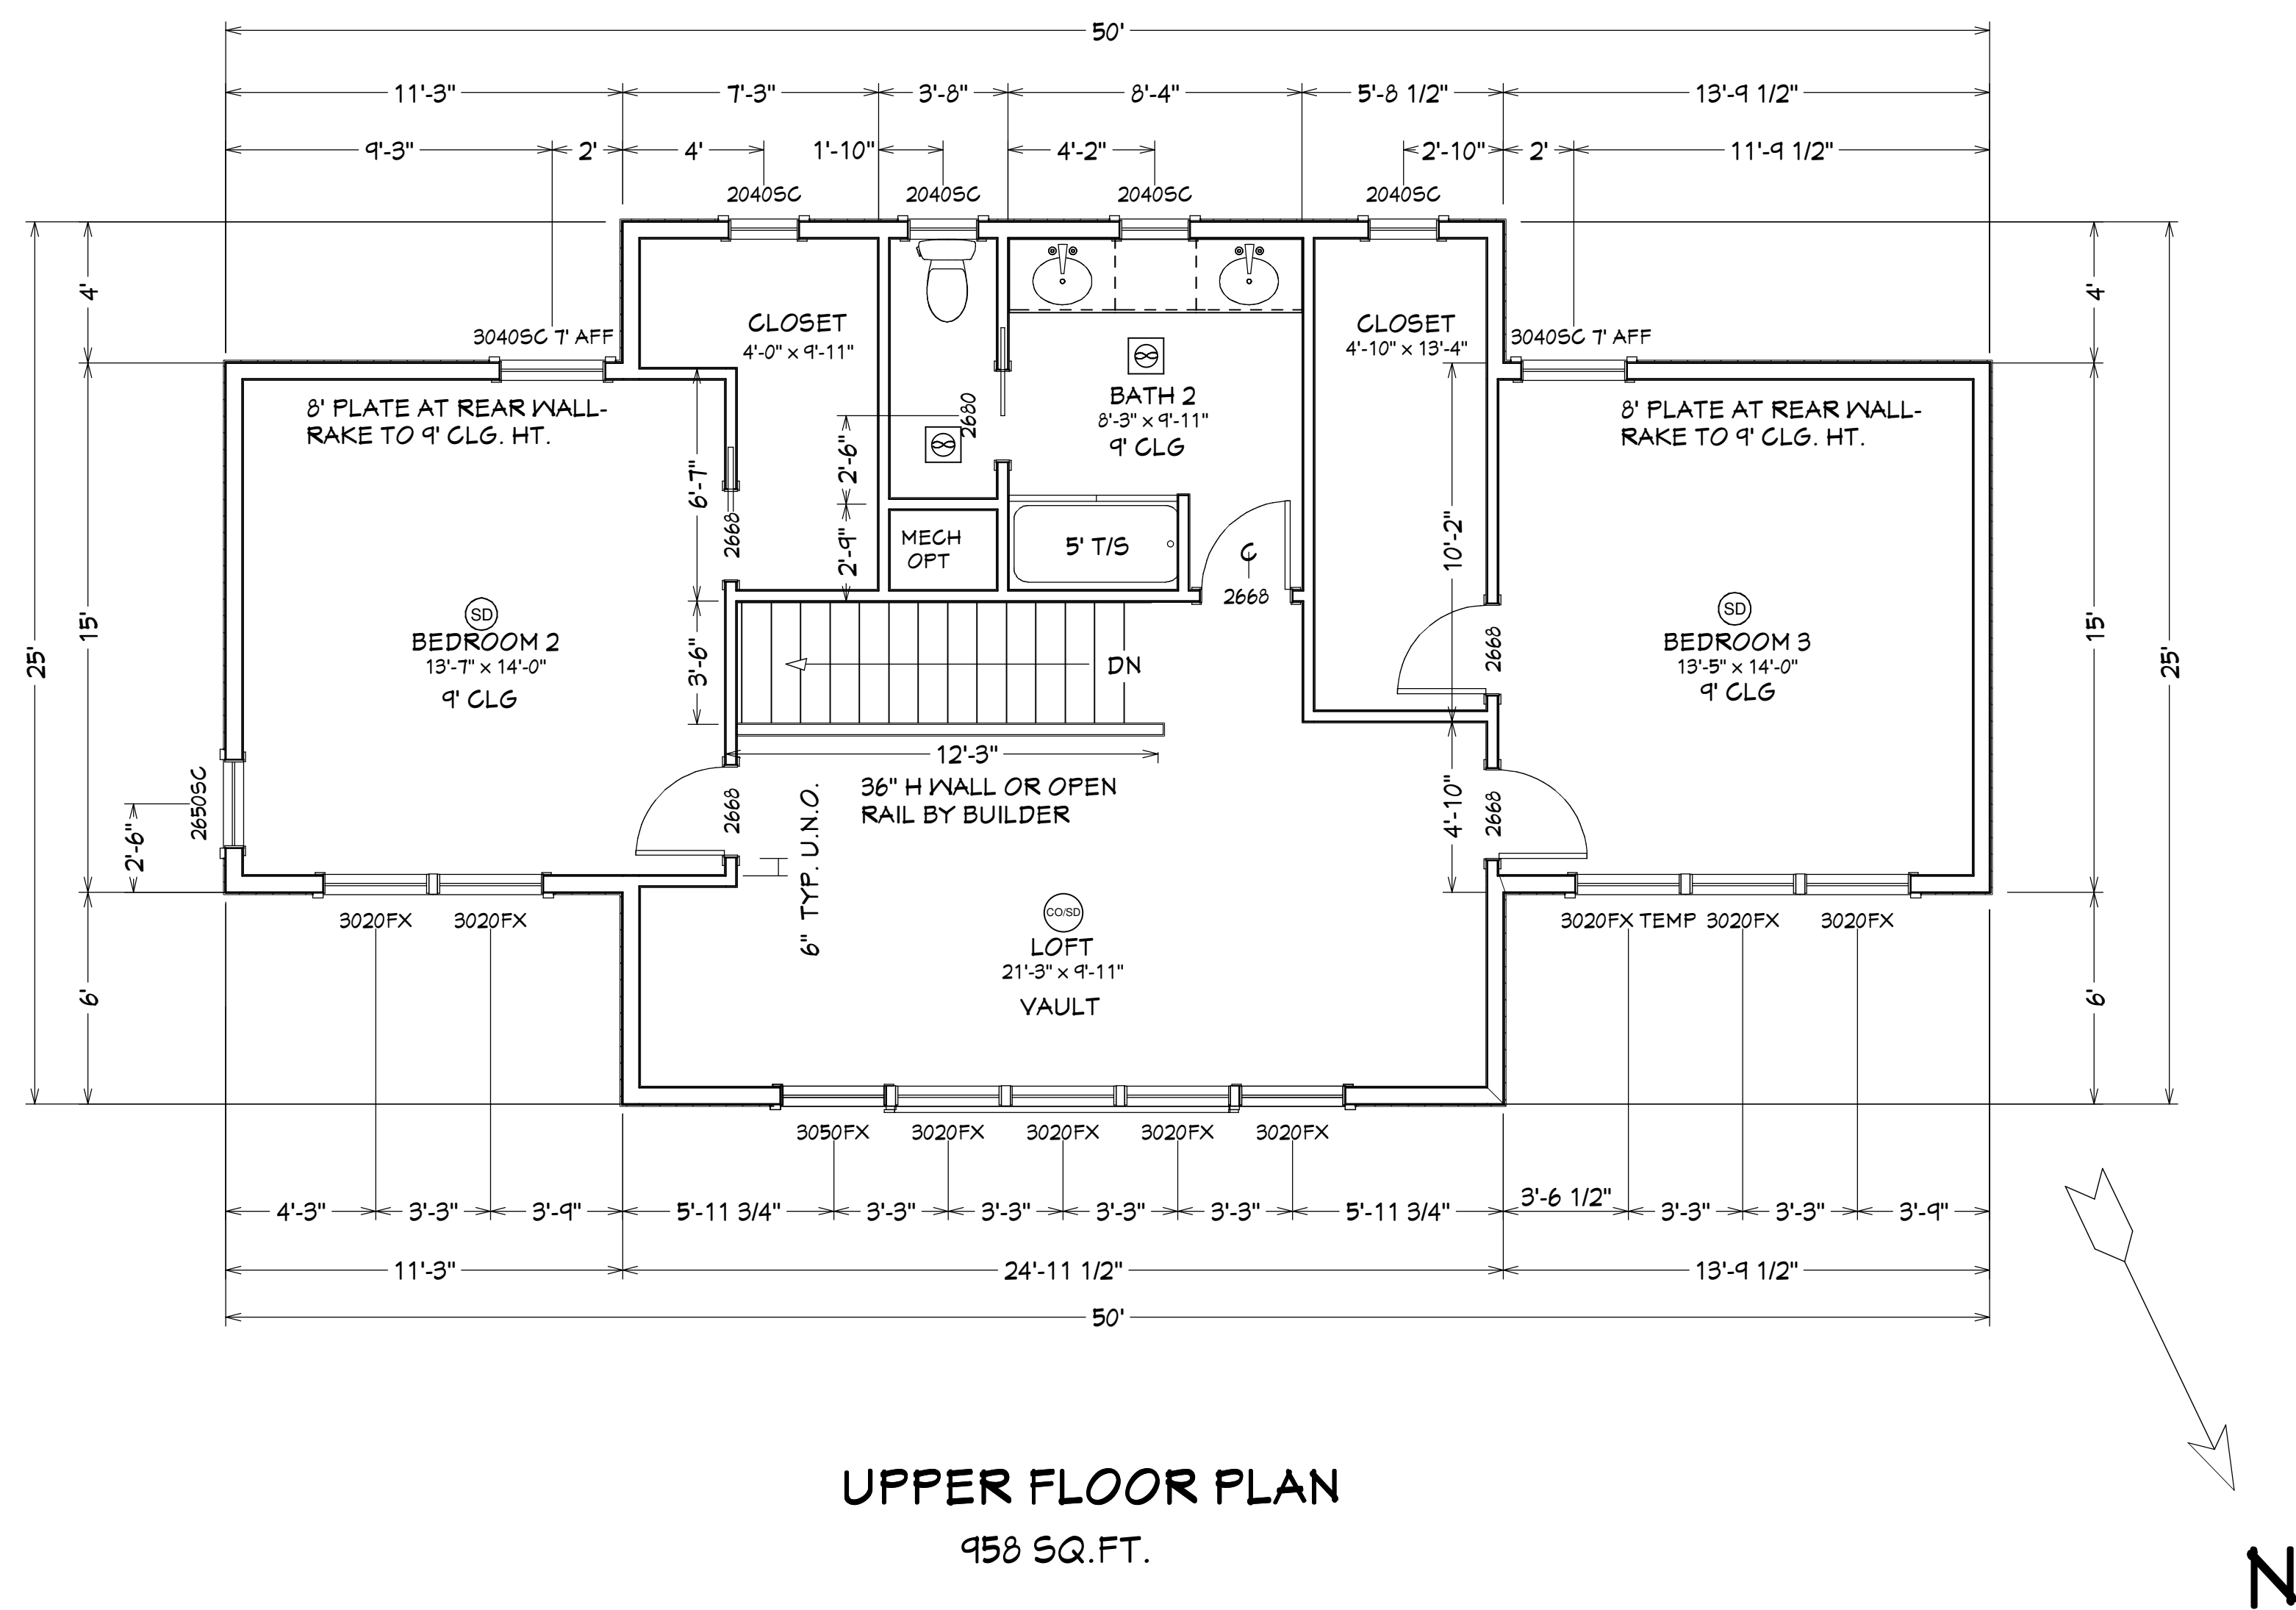 50'
11'-3" 7'-3" 3'-8" 8'-4" 5'-8 1/2" 13'-9 1/2"
9'-3" 2' 4' 1'-10" 4'-2" 2'-10" 2' 11'-9 1/2"
2040SC 2040SC 2040SC 2040SC
4' 4'
3040SC 7' AFF 3040SC 7' AFF
CLOSET
4'-0" x 9'-11"
CLOSET
4'-10" x 13'-4"
8' PLATE AT REAR WALL-
RAKE TO 9' CLG. HT.
BATH 2
8'-3" x 9'-11"
9' CLG
8' PLATE AT REAR WALL-
RAKE TO 9' CLG. HT.
2680
2'-6"
6'-7"
2668
2'-9"
MECH
OPT
5' T/S
C
L
2668
10'-2"
25'
15'
SD
BEDROOM 2
13'-7" x 14'-0"
9' CLG
3'-6"
DN
2668
SD
BEDROOM 3
13'-5" x 14'-0"
9' CLG
15'
25'
12'-3"
36" H WALL OR OPEN
RAIL BY BUILDER
2650SC
2'-6"
2668
6" TYP. U.N.O.
4'-10"
2668
3020FX 3020FX
3020FX TEMP 3020FX 3020FX
CO/SD
LOFT
21'-3" x 9'-11"
VAULT
6' 6'
3050FX 3020FX 3020FX 3020FX 3020FX
4'-3" 3'-3" 3'-9" 5'-11 3/4" 3'-3" 3'-3" 3'-3" 3'-3" 5'-11 3/4" 3'-6 1/2" 3'-3" 3'-3" 3'-9"
11'-3" 24'-11 1/2" 13'-9 1/2"
50'
UPPER FLOOR PLAN
958 SQ.FT.
N